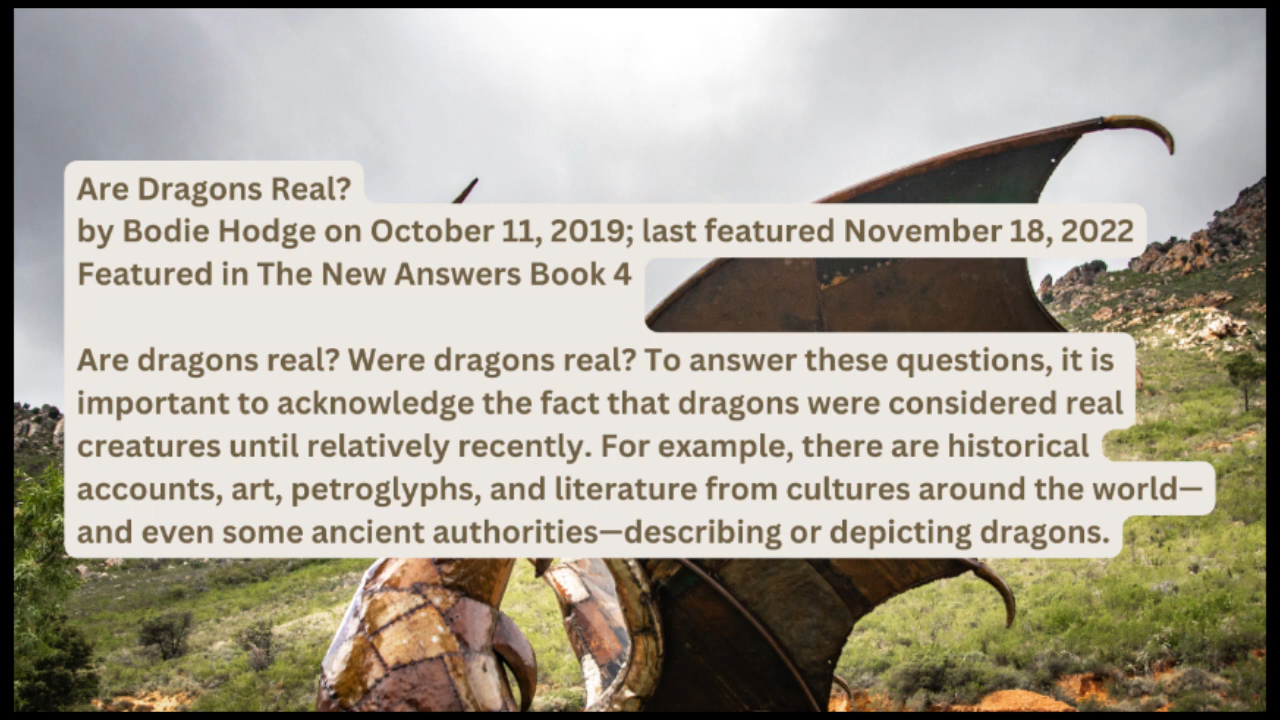 Are Dragons Real?
by Bodie Hodge on October 11, 2019; last featured November 18, 2022
Featured in The New Answers Book 4
Are dragons real? Were dragons real? To answer these questions, it is
important to acknowledge the fact that dragons were considered real
creatures until relatively recently. For example, there are historical
accounts, art, petroglyphs, and literature from cultures around the world—
and even some ancient authorities—describing or depicting dragons.